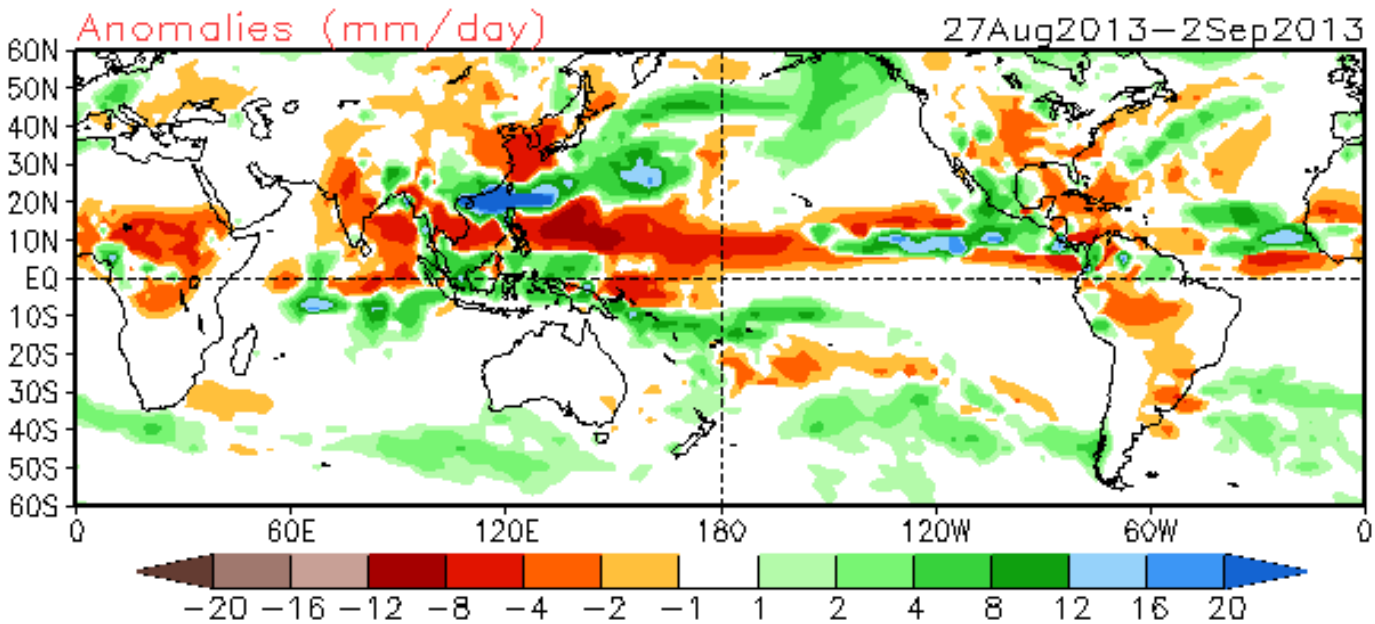 Anomalies (mm/day) 27Aug2013-2Sep2013
60N
50N
40N
30N
20N
10N
EQ
10S
20S
30S
40S
50S
60S
0 60E 120E 180 120W 60W 0
-20 -16 -12 -8 -4 -2 -1 1 2 4 8 12 16 20